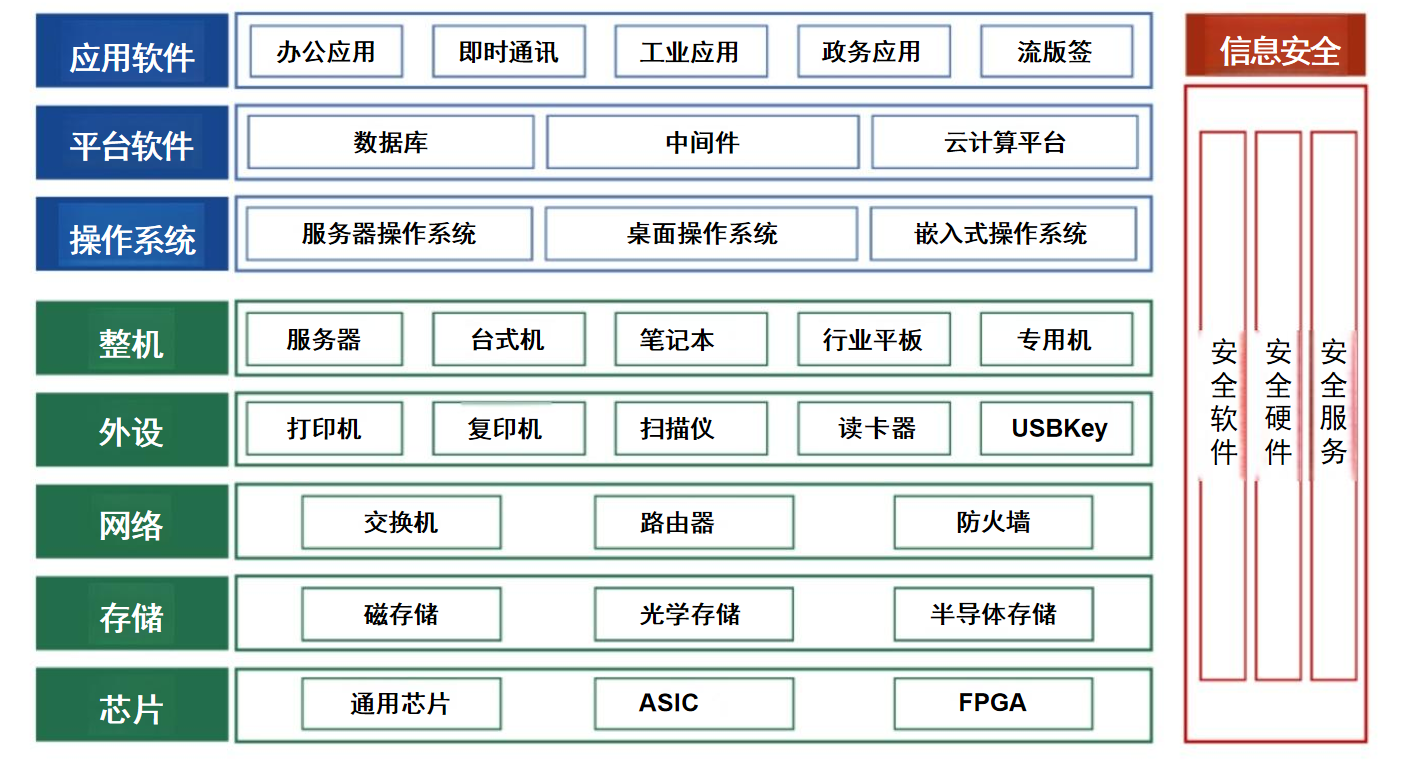 应用软件
办公应用
即时通讯
工业应用
政务应用
流版签
平台软件
数据库
中间件
云计算平台
操作系统
服务器操作系统
桌面操作系统
嵌入式操作系统
整机
服务器
台式机
笔记本
行业平板
专用机
外设
打印机
复印机
扫描仪
读卡器
USBKey
网络
交换机
路由器
防火墙
存储
磁存储
光学存储
半导体存储
芯片
通用芯片
ASIC
FPGA
信息安全
安全软件
安全硬件
安全服务